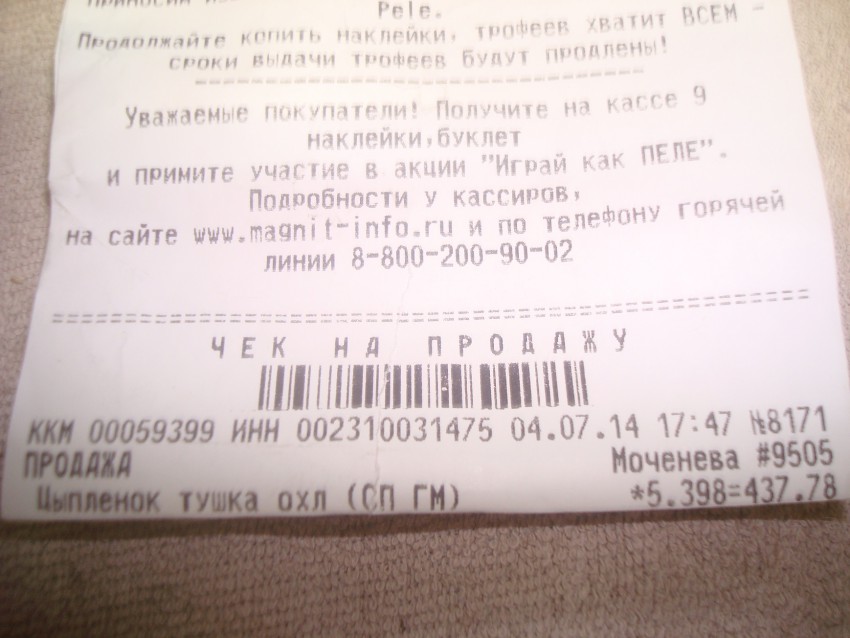 Pele.
Продолжайте копить наклейки, трофеев хватит ВСЕМ -
сроки выдачи трофеев будут продлены!
--------------------------------
Уважаемые покупатели! Получите на кассе 9
наклейки,буклет
и примите участие в акции "Играй как ПЕЛЕ".
Подробности у кассиров,
на сайте www.magnit-info.ru и по телефону горячей
линии 8-800-200-90-02
================================================
ЧЕК НА ПРОДАЖУ
ККМ 00059399 ИНН 002310031475 04.07.14 17:47 №8171
ПРОДАЖА Моченева #9505
Цыпленок тушка охл (СП ГМ) *5.398=437.78